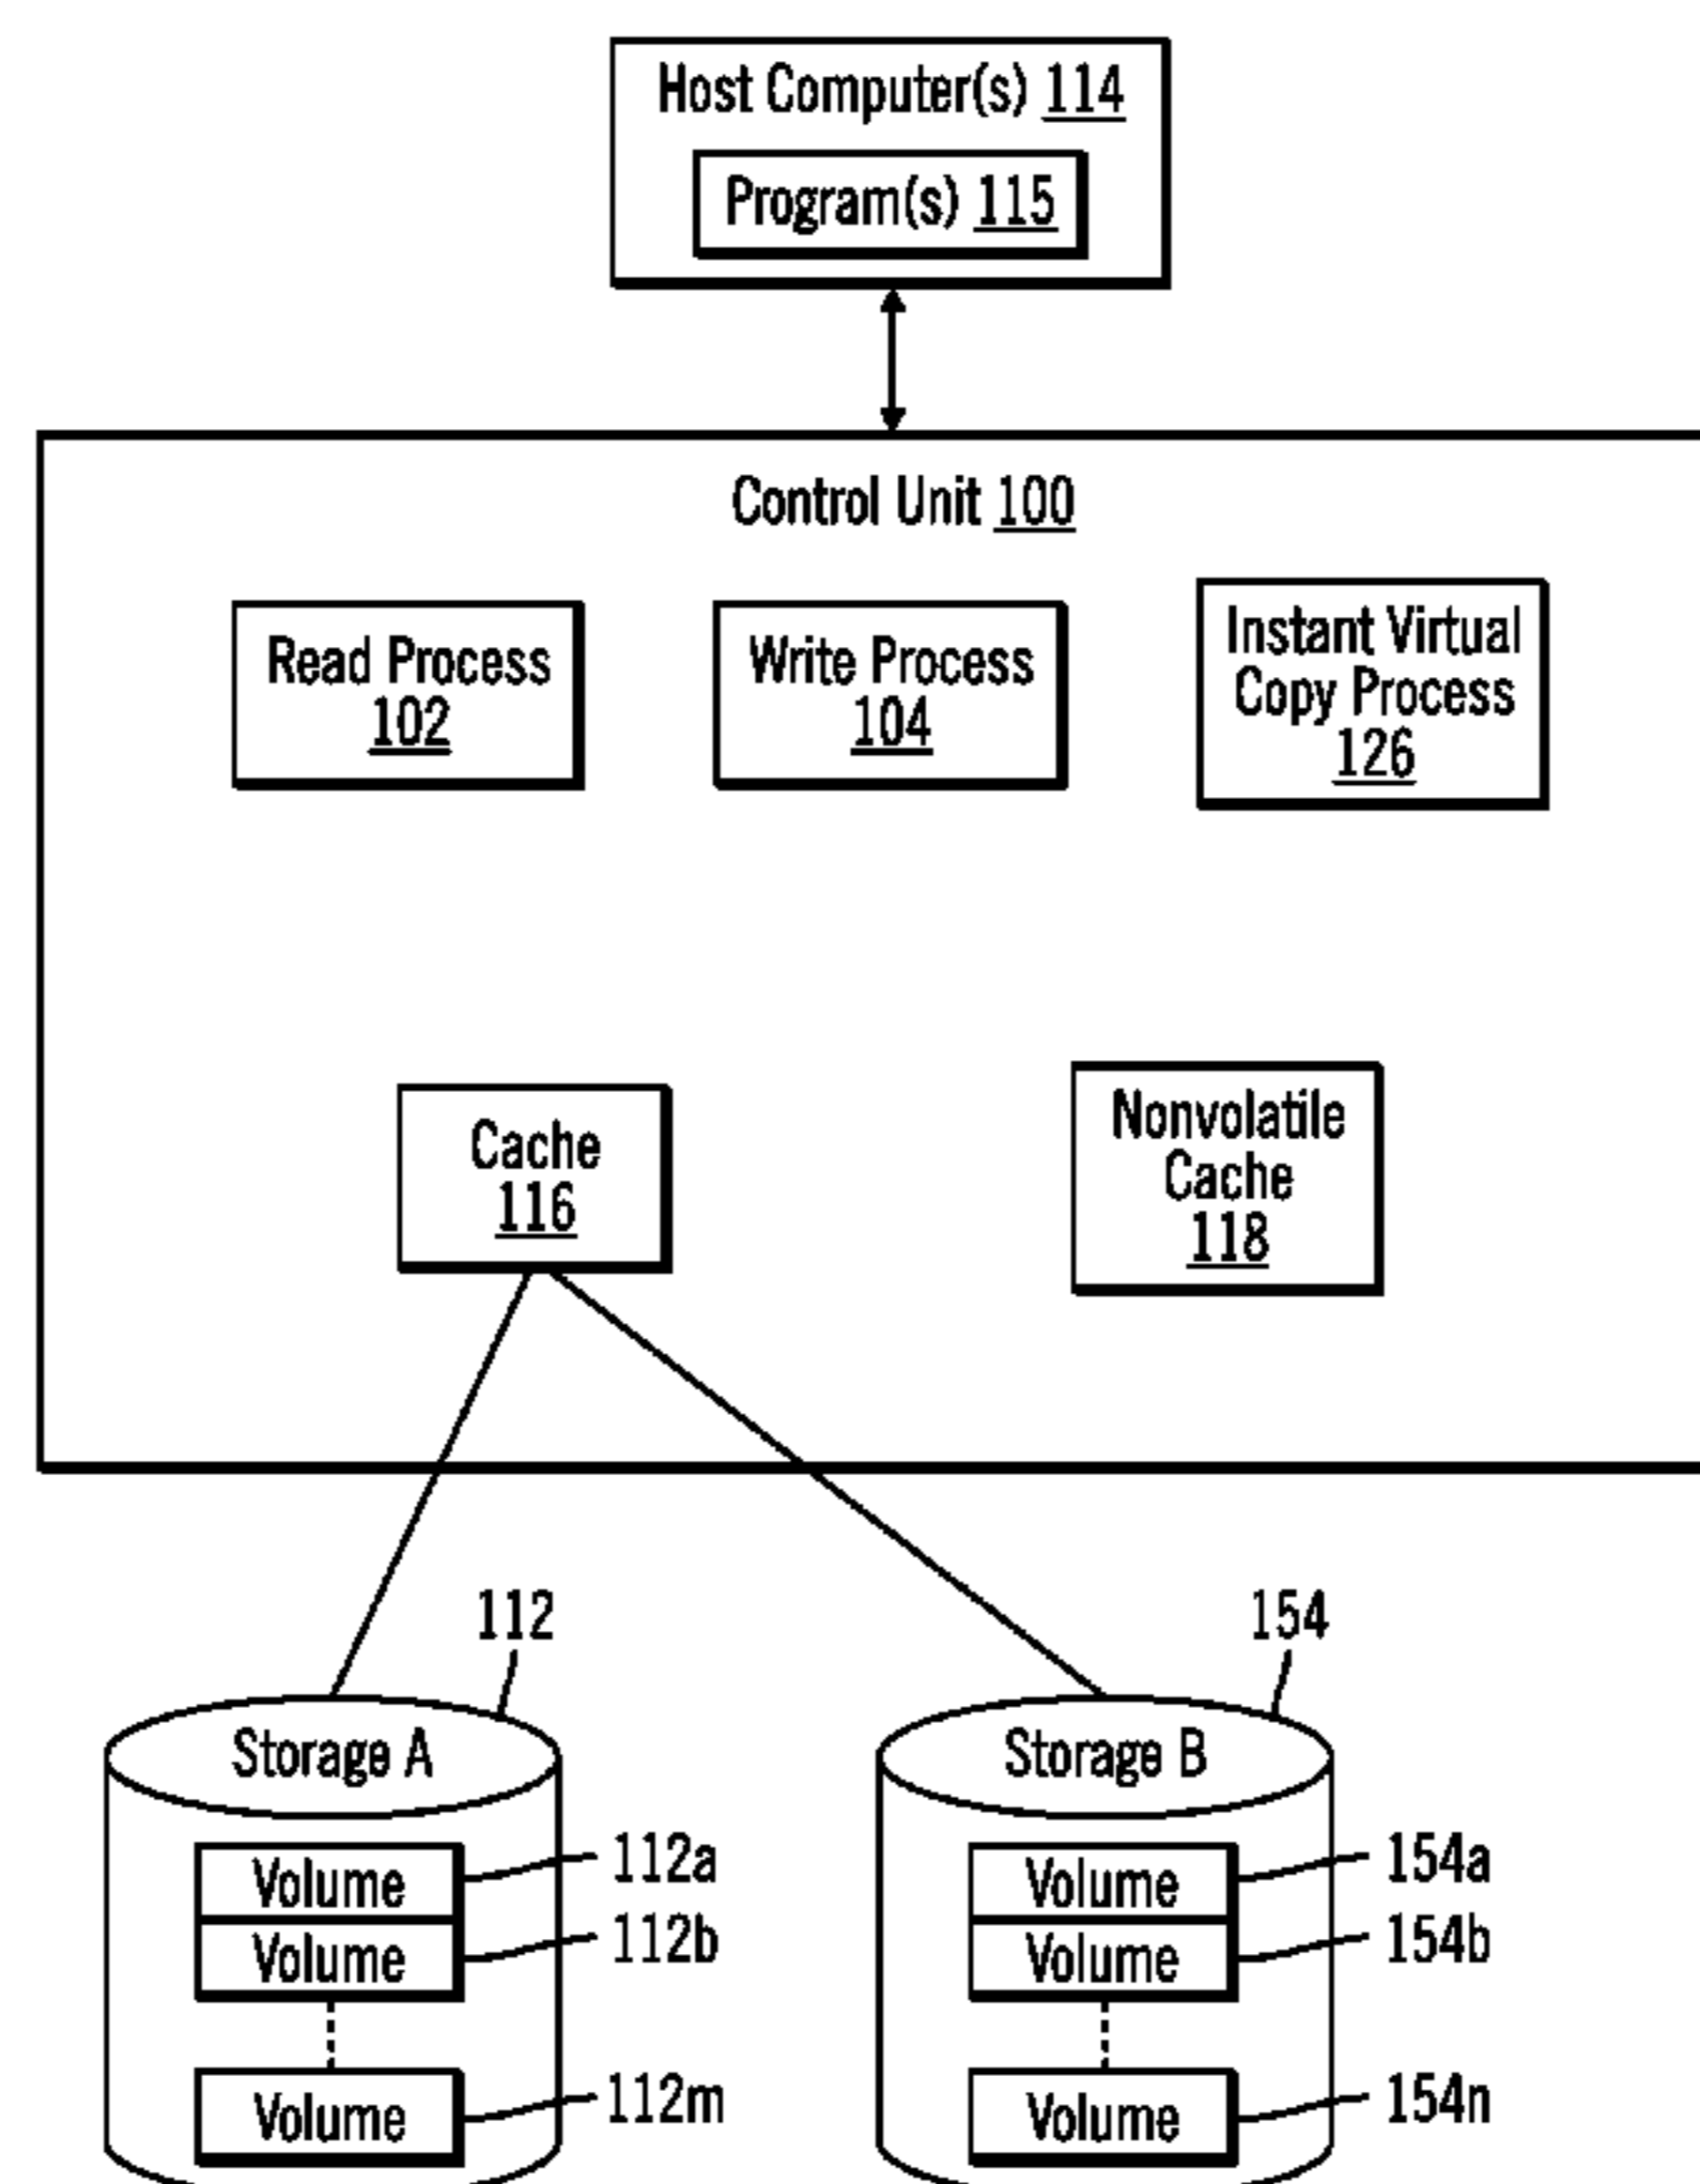 Host Computer(s) 114
Program(s) 115
Control Unit 100
Read Process
102
Write Process
104
Instant Virtual
Copy Process
126
Cache
116
Nonvolatile
Cache
118
112
154
Storage A
Storage B
Volume
112a
Volume
112b
Volume
112m
Volume
154a
Volume
154b
Volume
154n